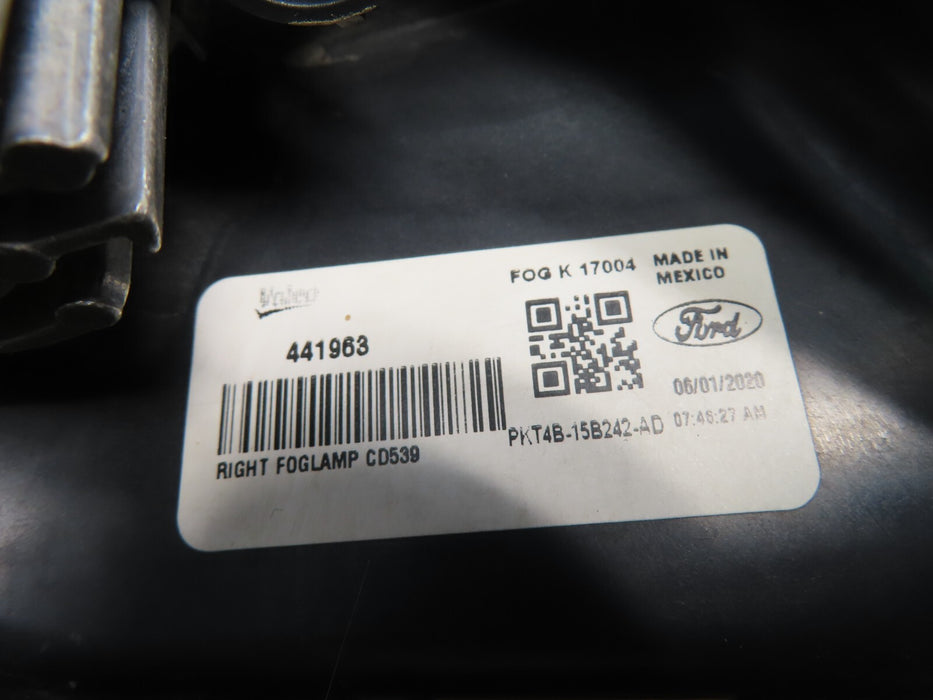 Valeo
441963
RIGHT FOGLAMP CD539
FOG K 17004
PKT4B-15B242-AD
MADE IN
MEXICO
Ford
06/01/2020
07:46:27 AM